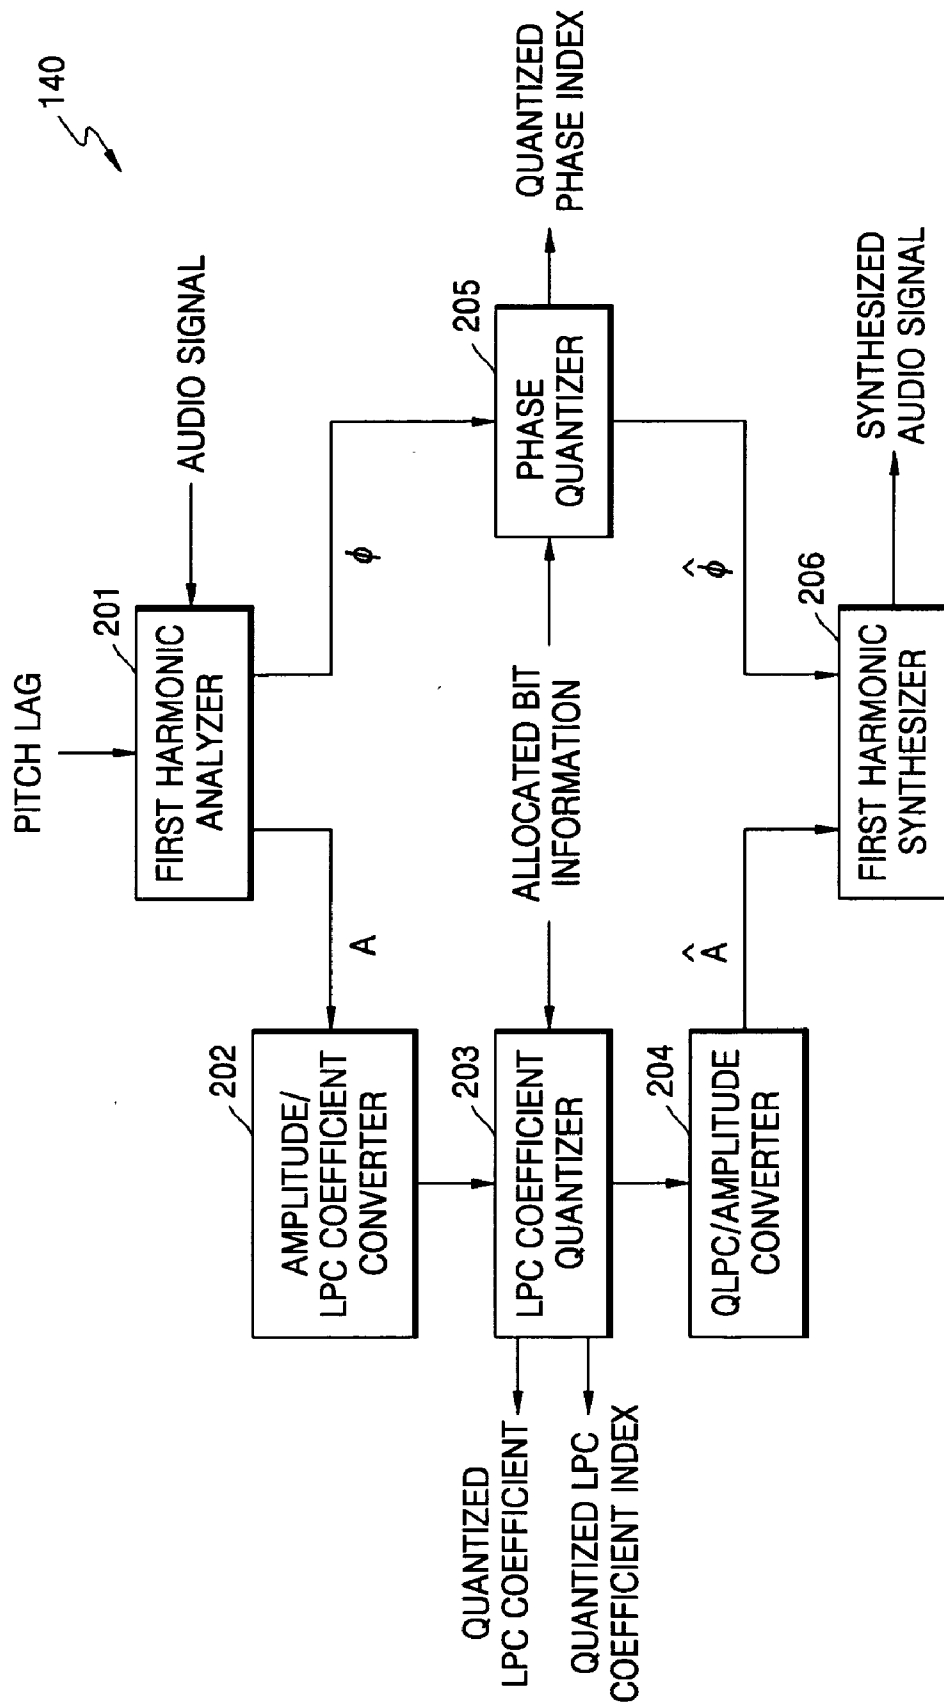 140
PITCH LAG
201
FIRST HARMONIC
ANALYZER
AUDIO SIGNAL
A
ϕ
202
AMPLITUDE/
LPC COEFFICIENT
CONVERTER
203
LPC COEFFICIENT
QUANTIZER
QUANTIZED
LPC COEFFICIENT
QUANTIZED LPC
COEFFICIENT INDEX
ALLOCATED BIT
INFORMATION
205
PHASE
QUANTIZER
QUANTIZED
PHASE INDEX
204
QLPC/AMPLITUDE
CONVERTER
Â
ϕ̂
206
FIRST HARMONIC
SYNTHESIZER
SYNTHESIZED
AUDIO SIGNAL